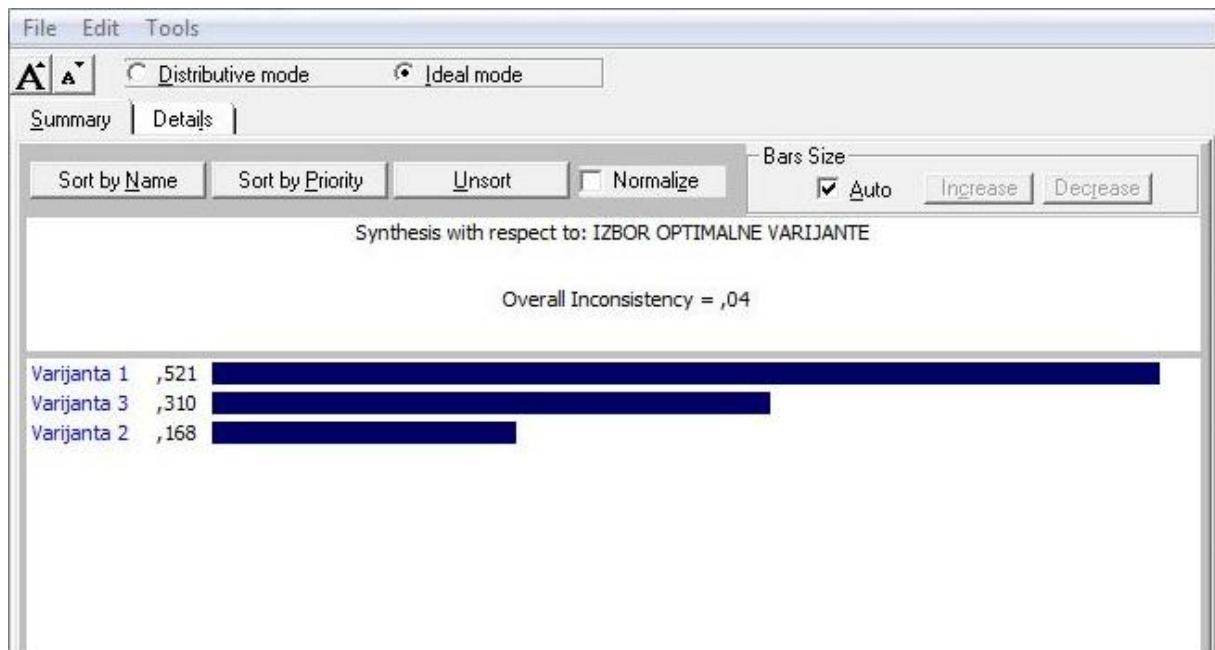 File Edit Tools
A A Distributive mode Ideal mode
Summary Details
Sort by Name Sort by Priority Unsort Normalize Bars Size Auto Increase Decrease
Synthesis with respect to: IZBOR OPTIMALNE VARIJANTE
Overall Inconsistency = ,04
Varijanta 1 ,521
Varijanta 3 ,310
Varijanta 2 ,168